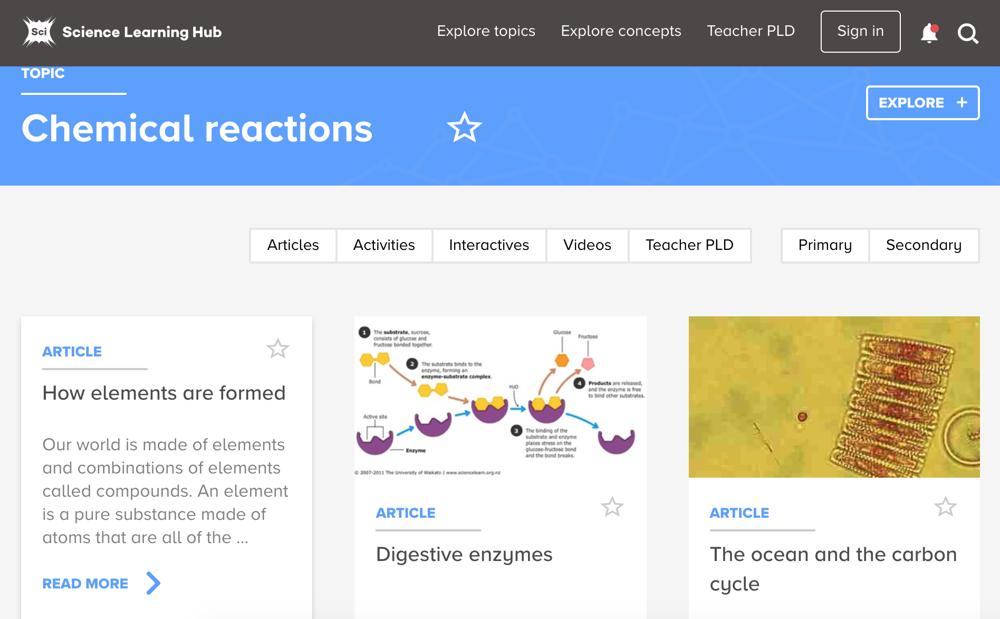 Sci Science Learning Hub
Explore topics Explore concepts Teacher PLD Sign in
TOPIC
EXPLORE +
Chemical reactions
Articles Activities Interactives Videos Teacher PLD Primary Secondary
ARTICLE
How elements are formed
Our world is made of elements
and combinations of elements
called compounds. An element
is a pure substance made of
atoms that are all of the ...
READ MORE
1 The substrate, sucrose,
consists of glucose and
fructose bonded together.
Bond
2 The substrate binds to the
enzyme, forming an
enzyme-substrate complex.
Glucose
Fructose
H₂O
4 Products are released,
and the enzyme is free
to bind other substrates.
Active site
Enzyme
3 The binding of the
substrate and enzyme
places stress on the
glucose-fructose bond
and the bond breaks.
© 2007-2011 The University of Waikato | www.sciencelearn.org.nz
ARTICLE
Digestive enzymes
ARTICLE
The ocean and the carbon
cycle